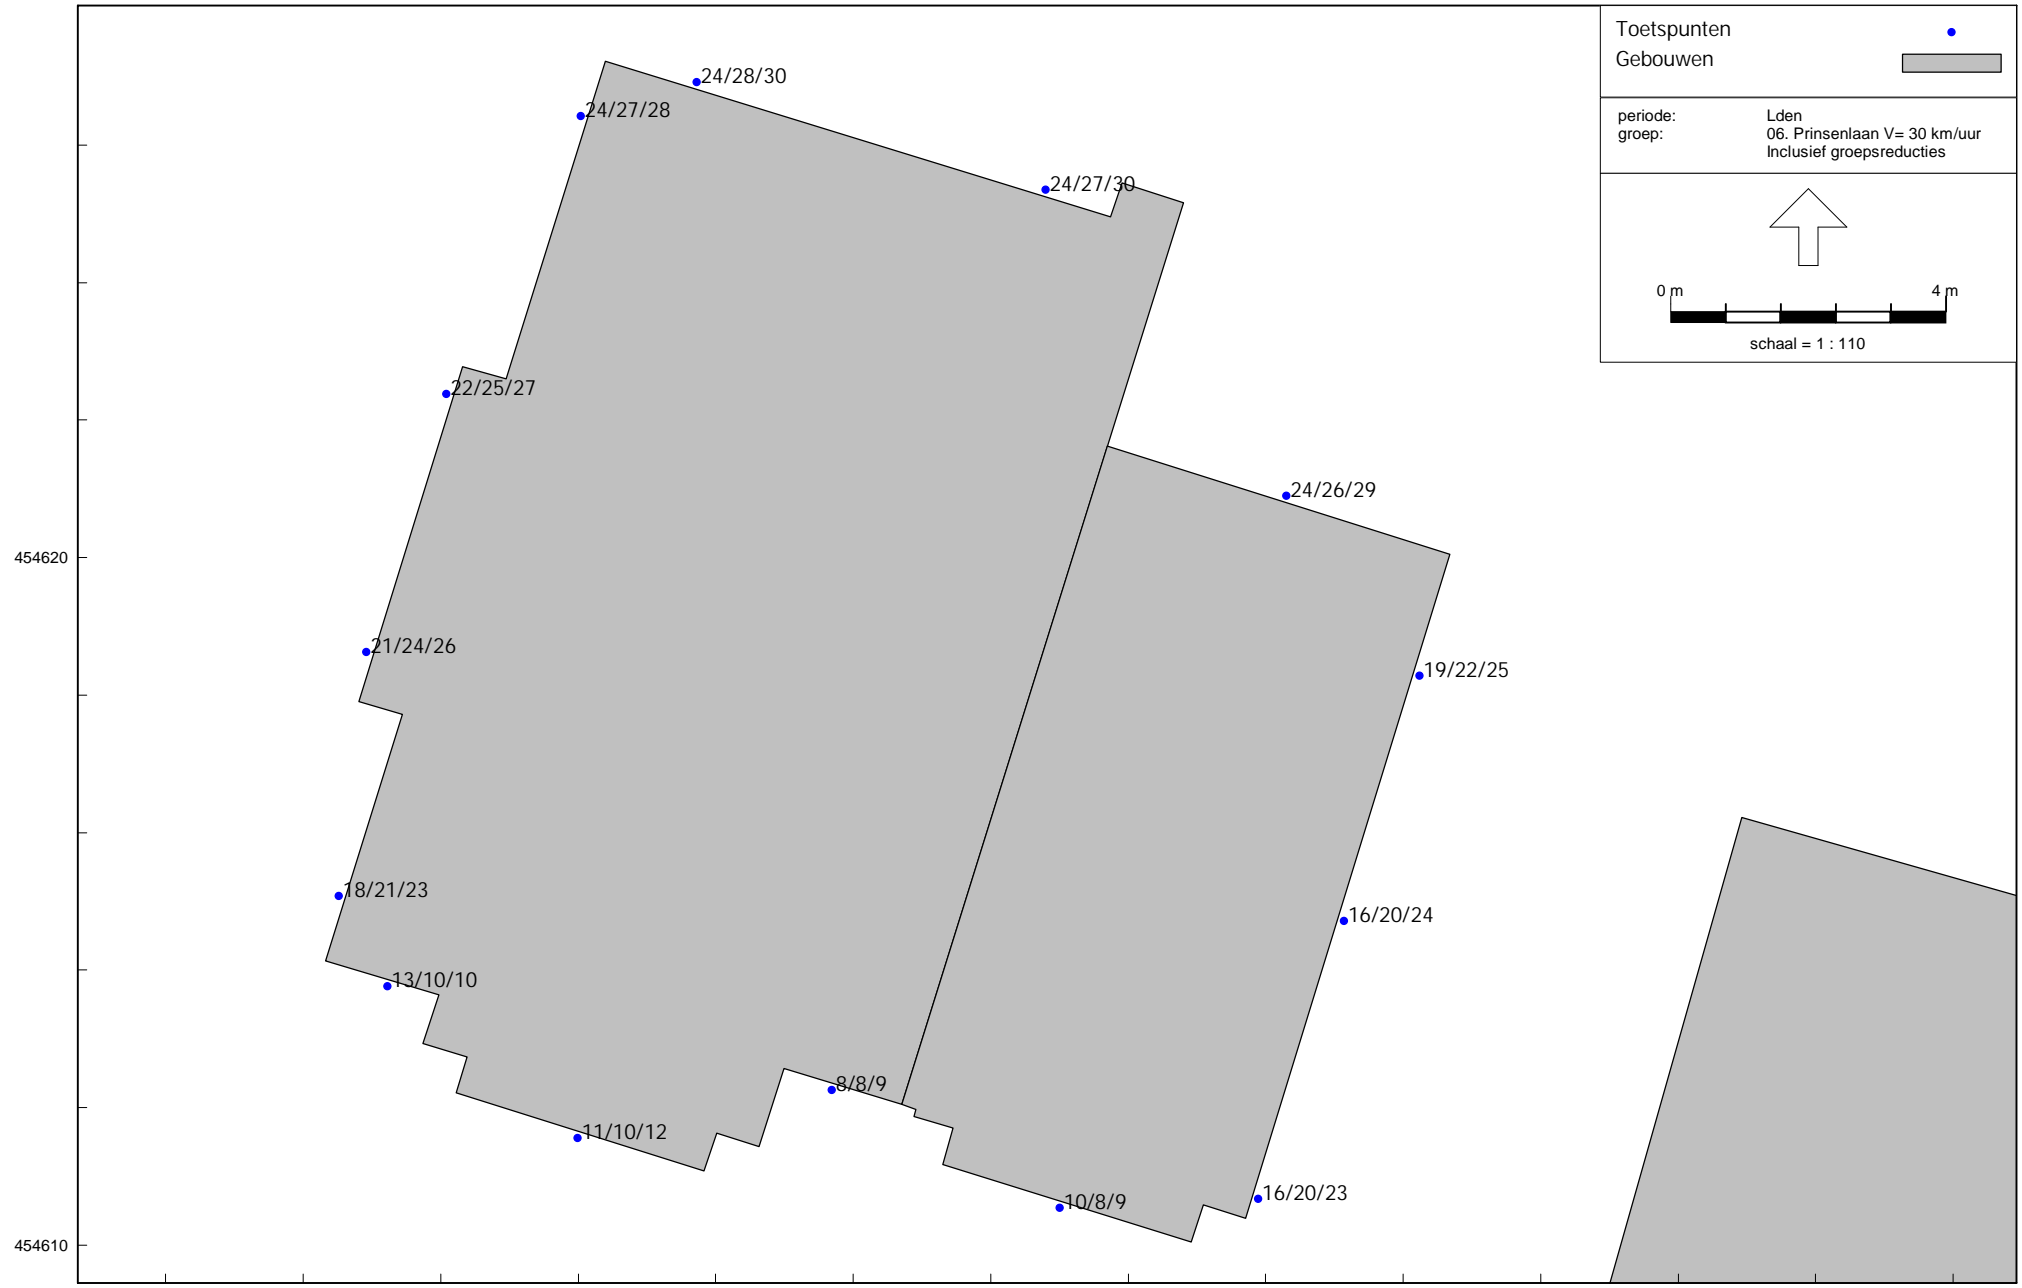 Toetspunten
Gebouwen
periode: Lden
groep: 06. Prinsenlaan V= 30 km/uur
Inclusief groepsreducties
0 m 4 m
schaal = 1 : 110
24/28/30
24/27/28
24/27/30
22/25/27
24/26/29
454620
21/24/26
19/22/25
18/21/23
16/20/24
13/10/10
8/8/9
11/10/12
16/20/23
10/8/9
454610